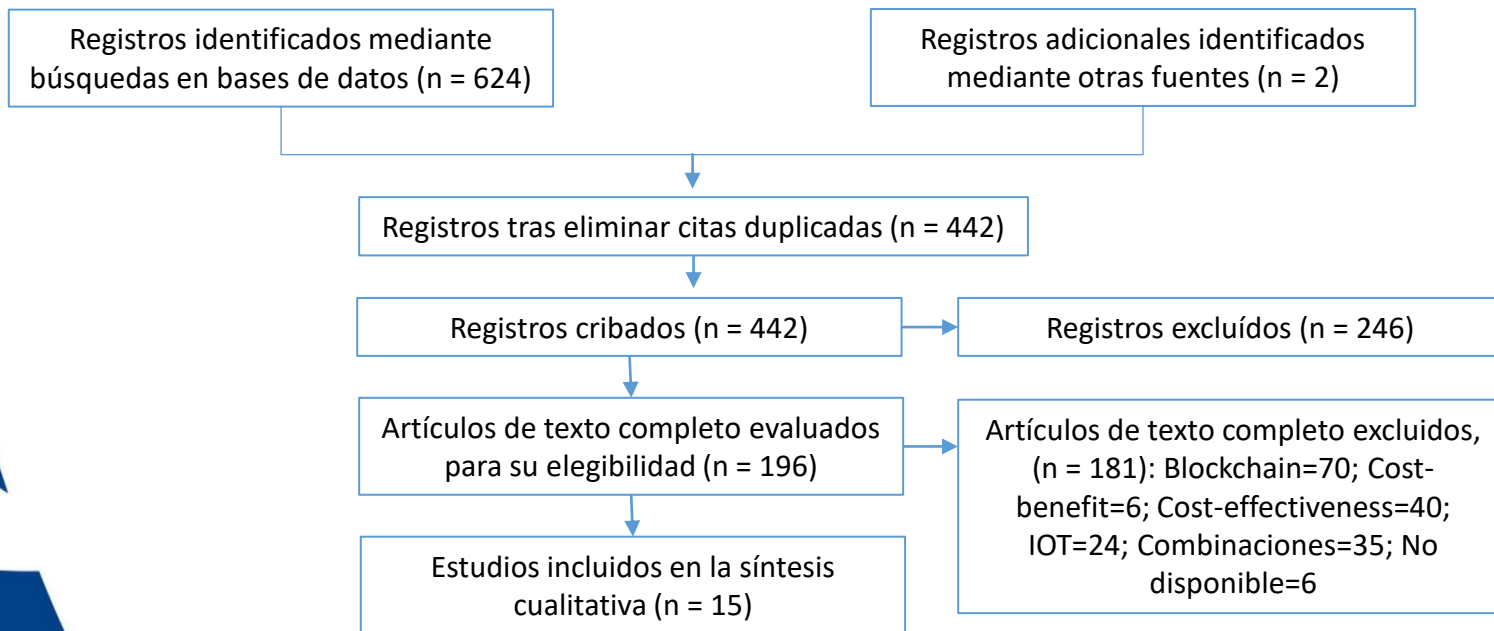 Registros identificados mediante
búsquedas en bases de datos (n = 624)
Registros adicionales identificados
mediante otras fuentes (n = 2)
Registros tras eliminar citas duplicadas (n = 442)
Registros cribados (n = 442)
Registros excluídos (n = 246)
Artículos de texto completo evaluados
para su elegibilidad (n = 196)
Artículos de texto completo excluidos,
(n = 181): Blockchain=70; Cost-
benefit=6; Cost-effectiveness=40;
IOT=24; Combinaciones=35; No
disponible=6
Estudios incluidos en la síntesis
cualitativa (n = 15)